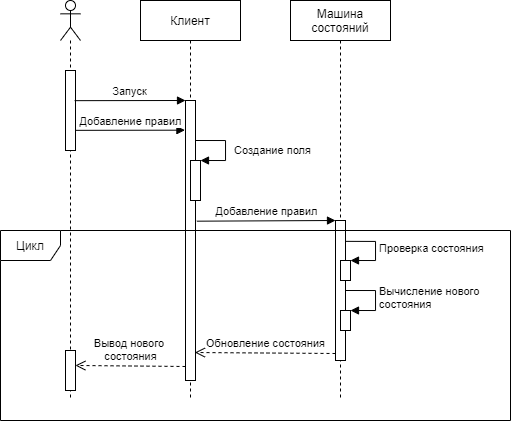 Клиент
Машина
состояний
Запуск
Добавление правил
Создание поля
Добавление правил
Цикл
Проверка состояния
Вычисление нового
состояния
Обновление состояния
Вывод нового
состояния